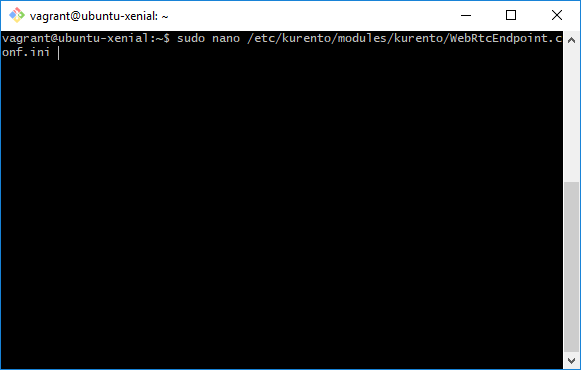 vagrant@ubuntu-xenial: ~
vagrant@ubuntu-xenial:~$ sudo nano /etc/kurento/modules/kurento/WebRtcEndpoint.c
onf.ini